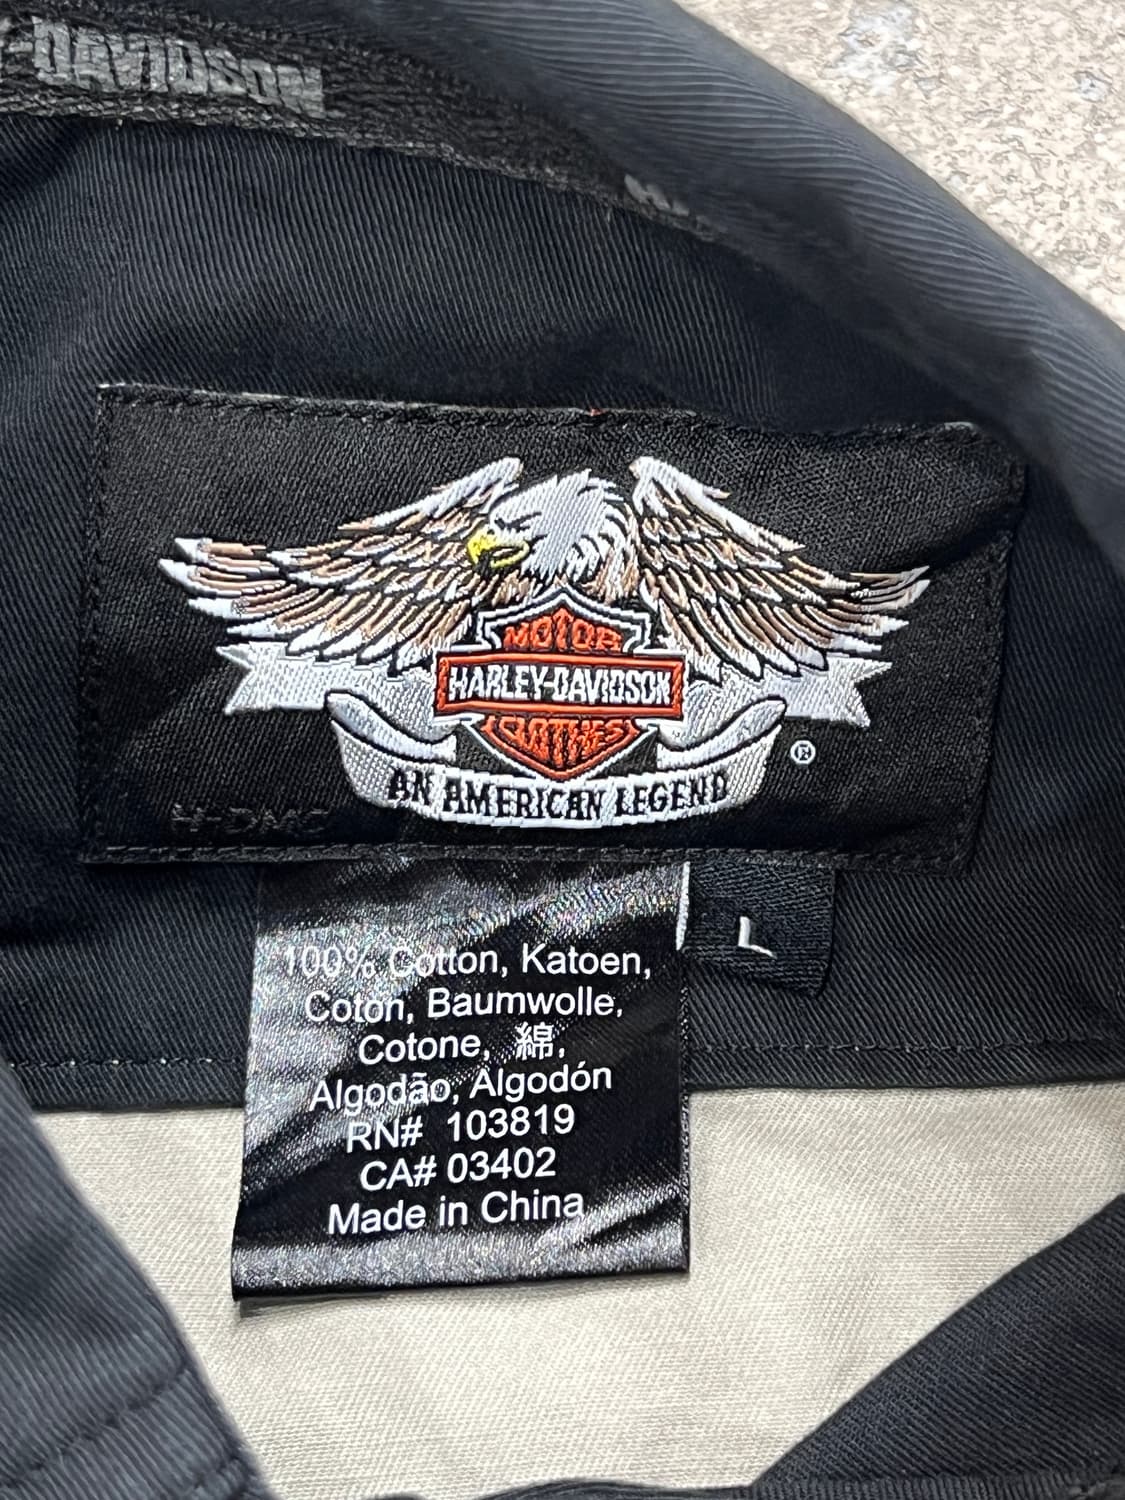 -DAVIDSON
MOTOR
HARLEY-DAVIDSON
CLOTHES
AN AMERICAN LEGEND
®
H-DMC
L
100% Cotton, Katoen,
Coton, Baumwolle,
Cotone, 綿,
Algodão, Algodón
RN# 103819
CA# 03402
Made in China